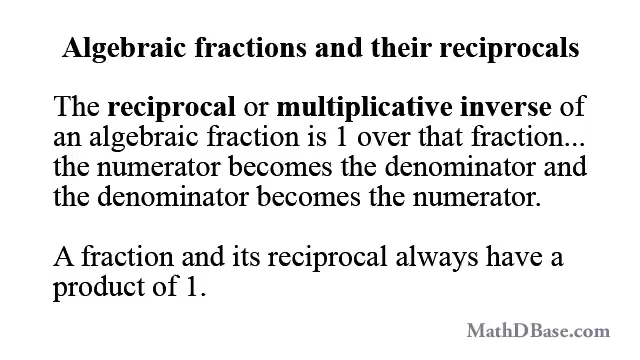 Algebraic fractions and their reciprocals
The reciprocal or multiplicative inverse of
an algebraic fraction is 1 over that fraction...
the numerator becomes the denominator and
the denominator becomes the numerator.
A fraction and its reciprocal always have a
product of 1.
MathDBase.com